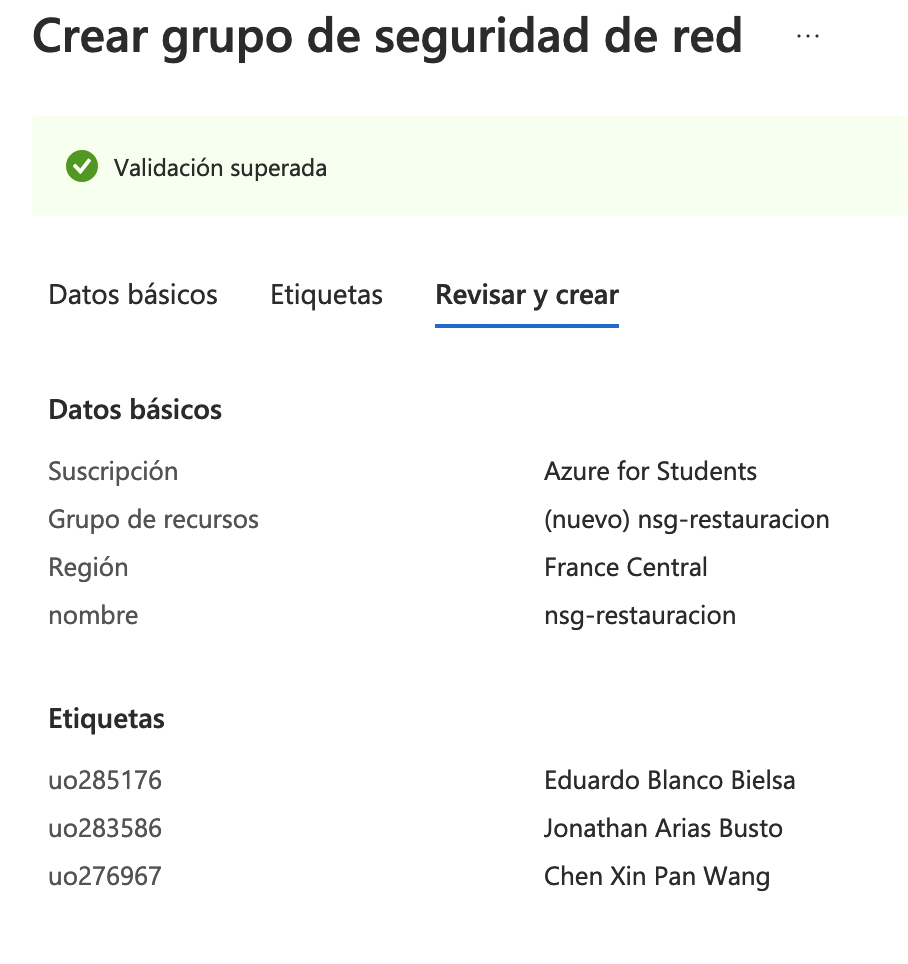 Crear grupo de seguridad de red ...
Validación superada
Datos básicos Etiquetas Revisar y crear
Datos básicos
Suscripción Azure for Students
Grupo de recursos (nuevo) nsg-restauracion
Región France Central
nombre nsg-restauracion
Etiquetas
uo285176 Eduardo Blanco Bielsa
uo283586 Jonathan Arias Busto
uo276967 Chen Xin Pan Wang